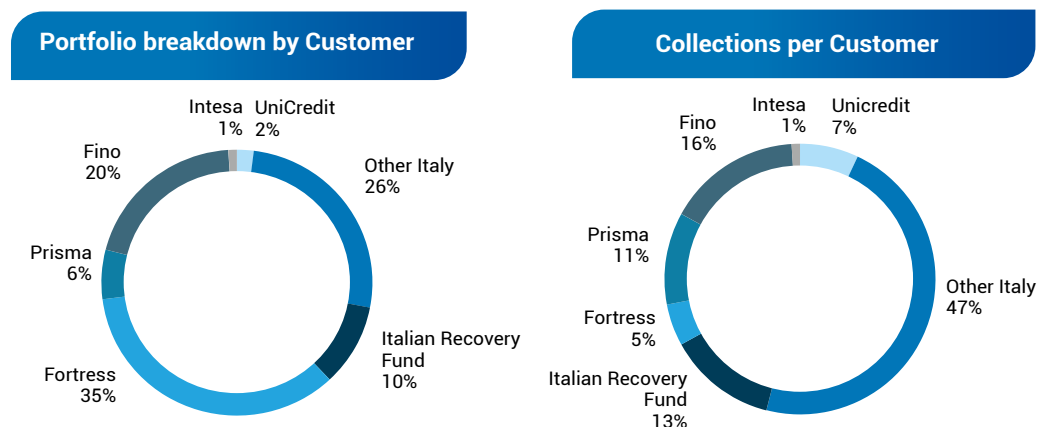 Portfolio breakdown by Customer
Intesa
1%
UniCredit
2%
Other Italy
26%
Italian Recovery
Fund
10%
Fortress
35%
Prisma
6%
Fino
20%
Collections per Customer
Intesa
1%
Unicredit
7%
Other Italy
47%
Italian Recovery
Fund
13%
Fortress
5%
Prisma
11%
Fino
16%